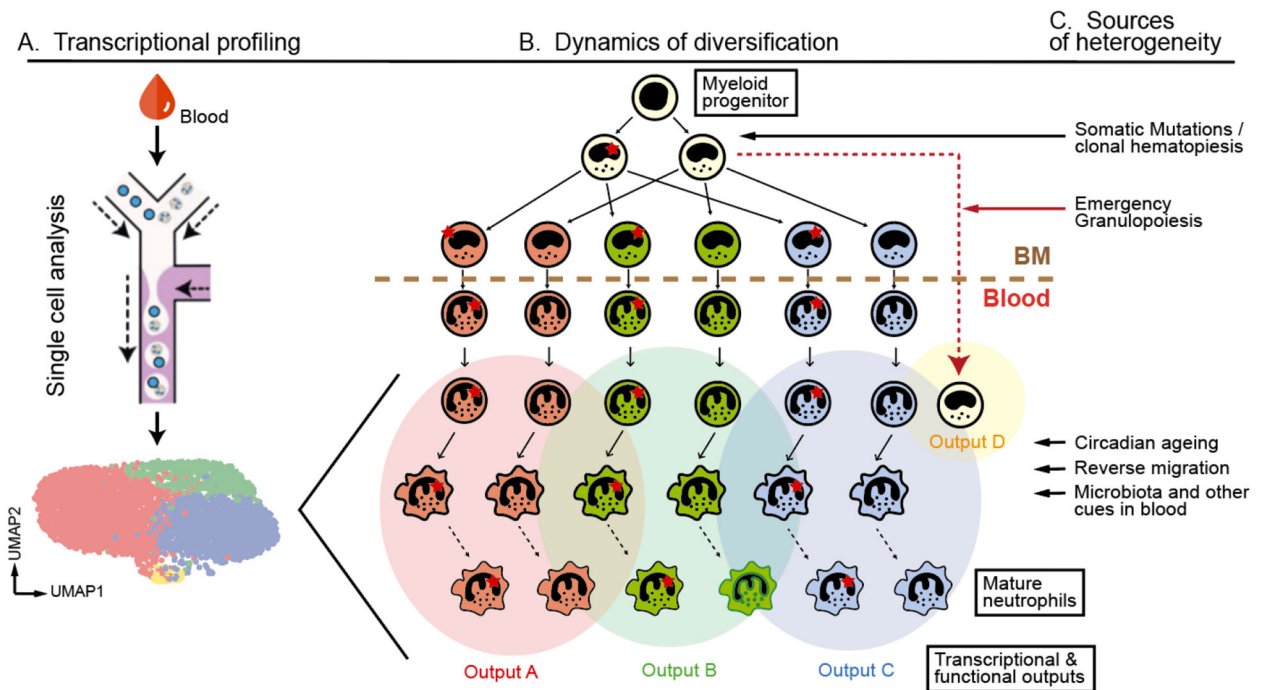 A. Transcriptional profiling
B. Dynamics of diversification
C. Sources
of heterogeneity
Blood
Single cell analysis
UMAP2
UMAP1
Myeloid
progenitor
BM
Blood
Output D
Mature
neutrophils
Output A
Output B
Output C
Transcriptional &
functional outputs
Somatic Mutations /
clonal hematopiesis
Emergency
Granulopoiesis
Circadian ageing
Reverse migration
Microbiota and other
cues in blood